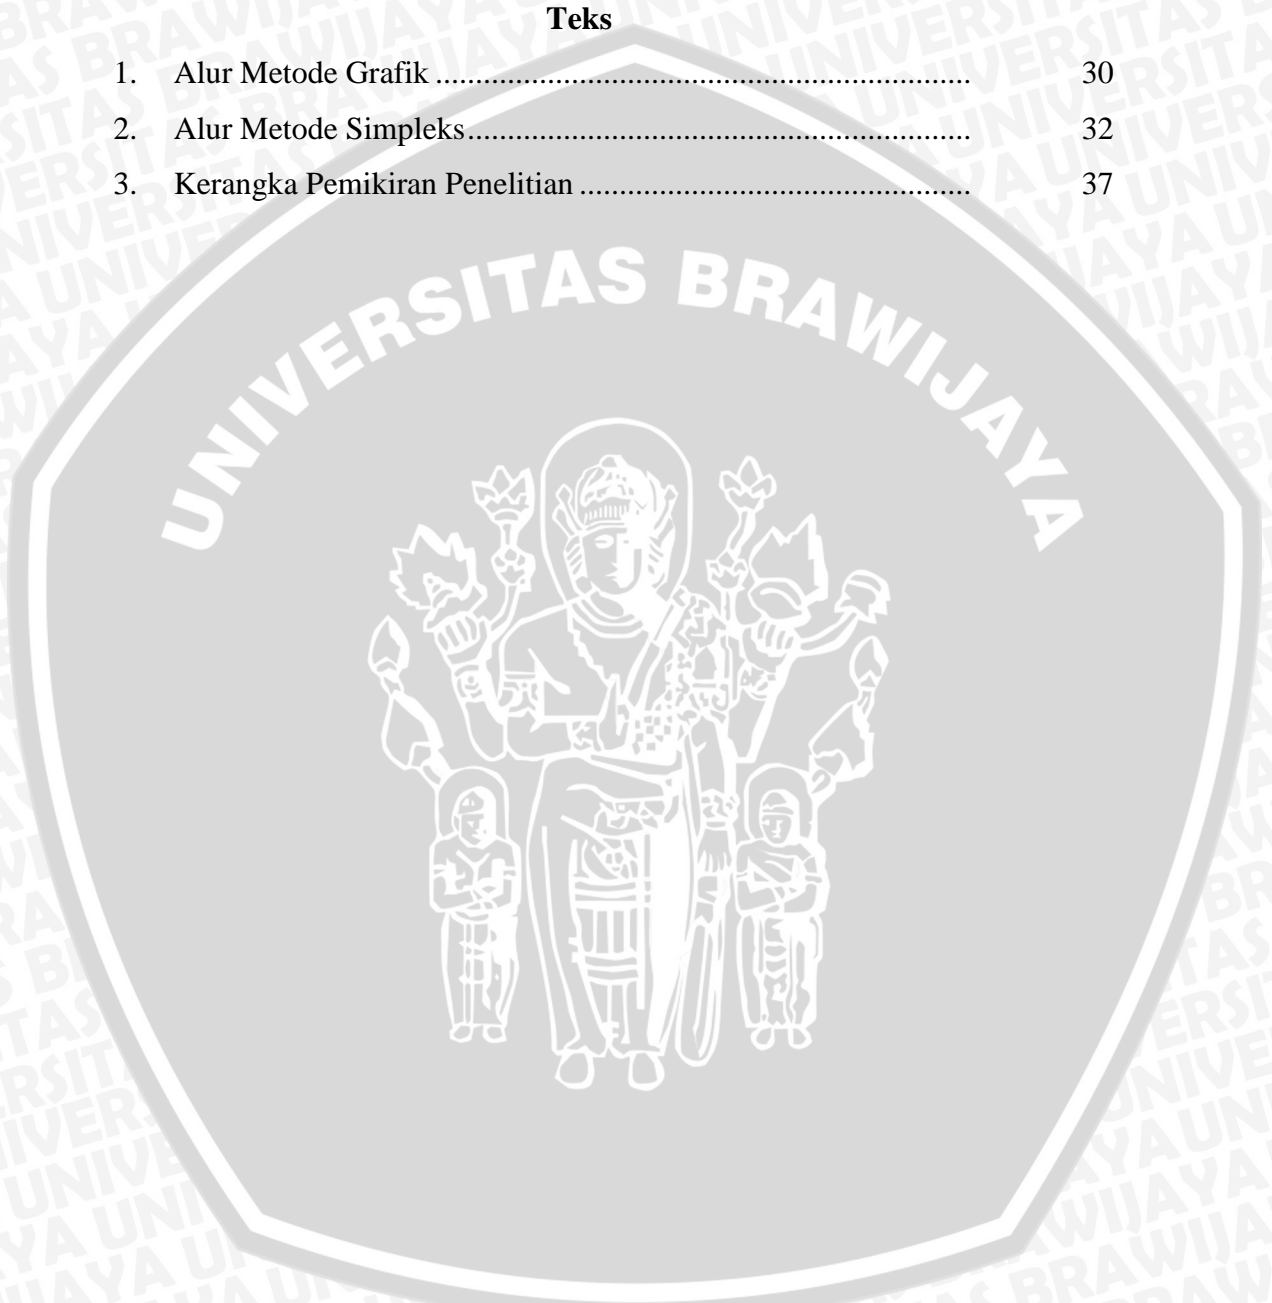 Teks
1. Alur Metode Grafik ........................................................ 30
2. Alur Metode Simpleks..................................................... 32
3. Kerangka Pemikiran Penelitian ......................................... 37
UNIVERSITAS BRAWIJAYA